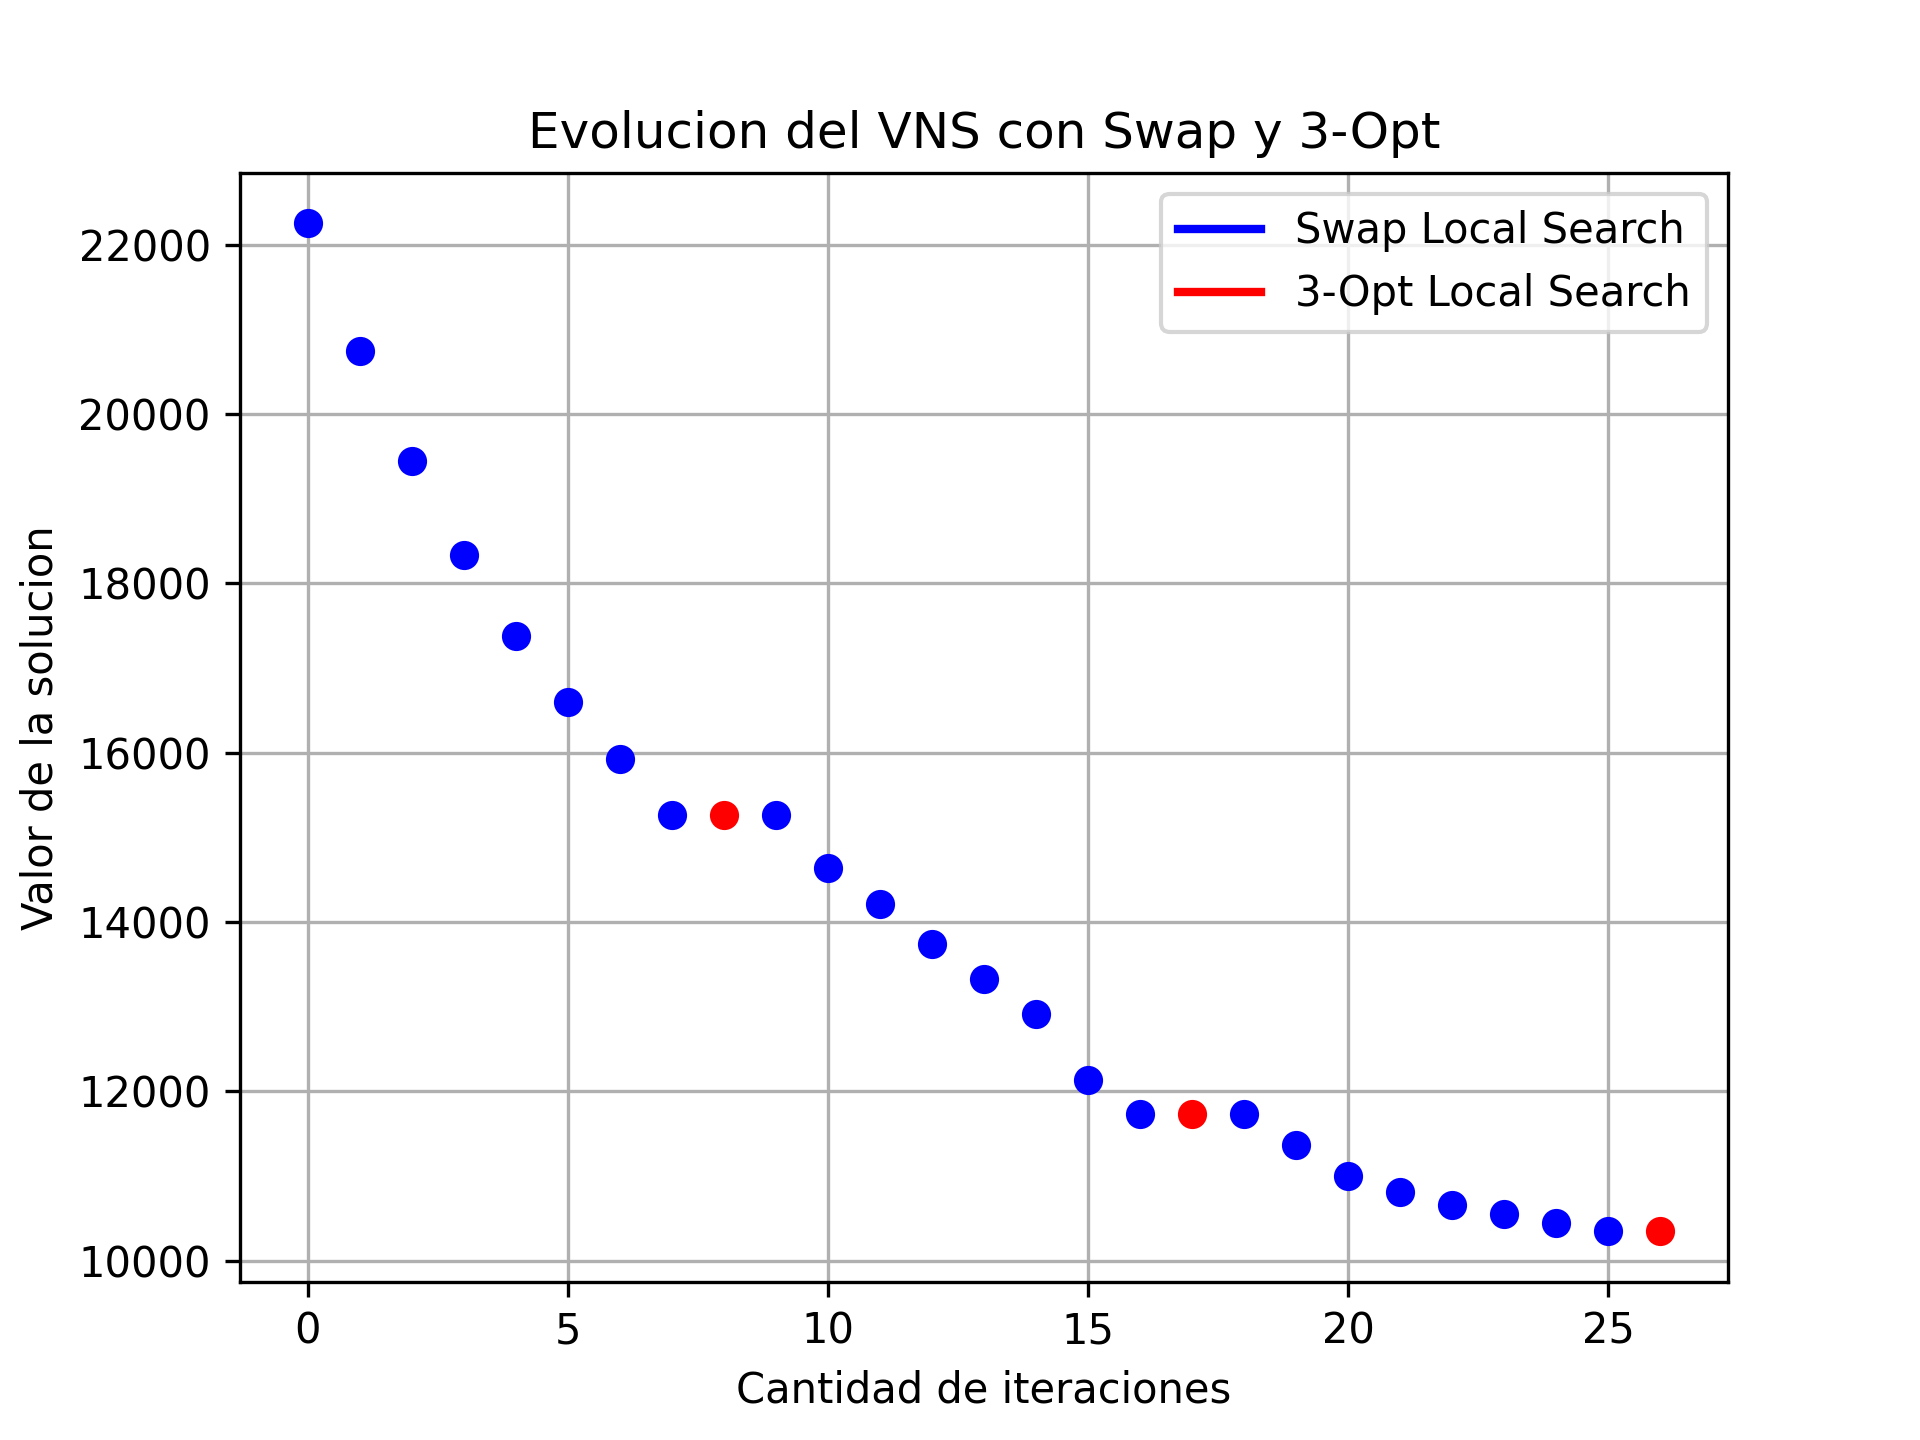 Evolucion del VNS con Swap y 3-Opt
Swap Local Search
3-Opt Local Search
Valor de la solucion
22000
20000
18000
16000
14000
12000
10000
0 5 10 15 20 25
Cantidad de iteraciones